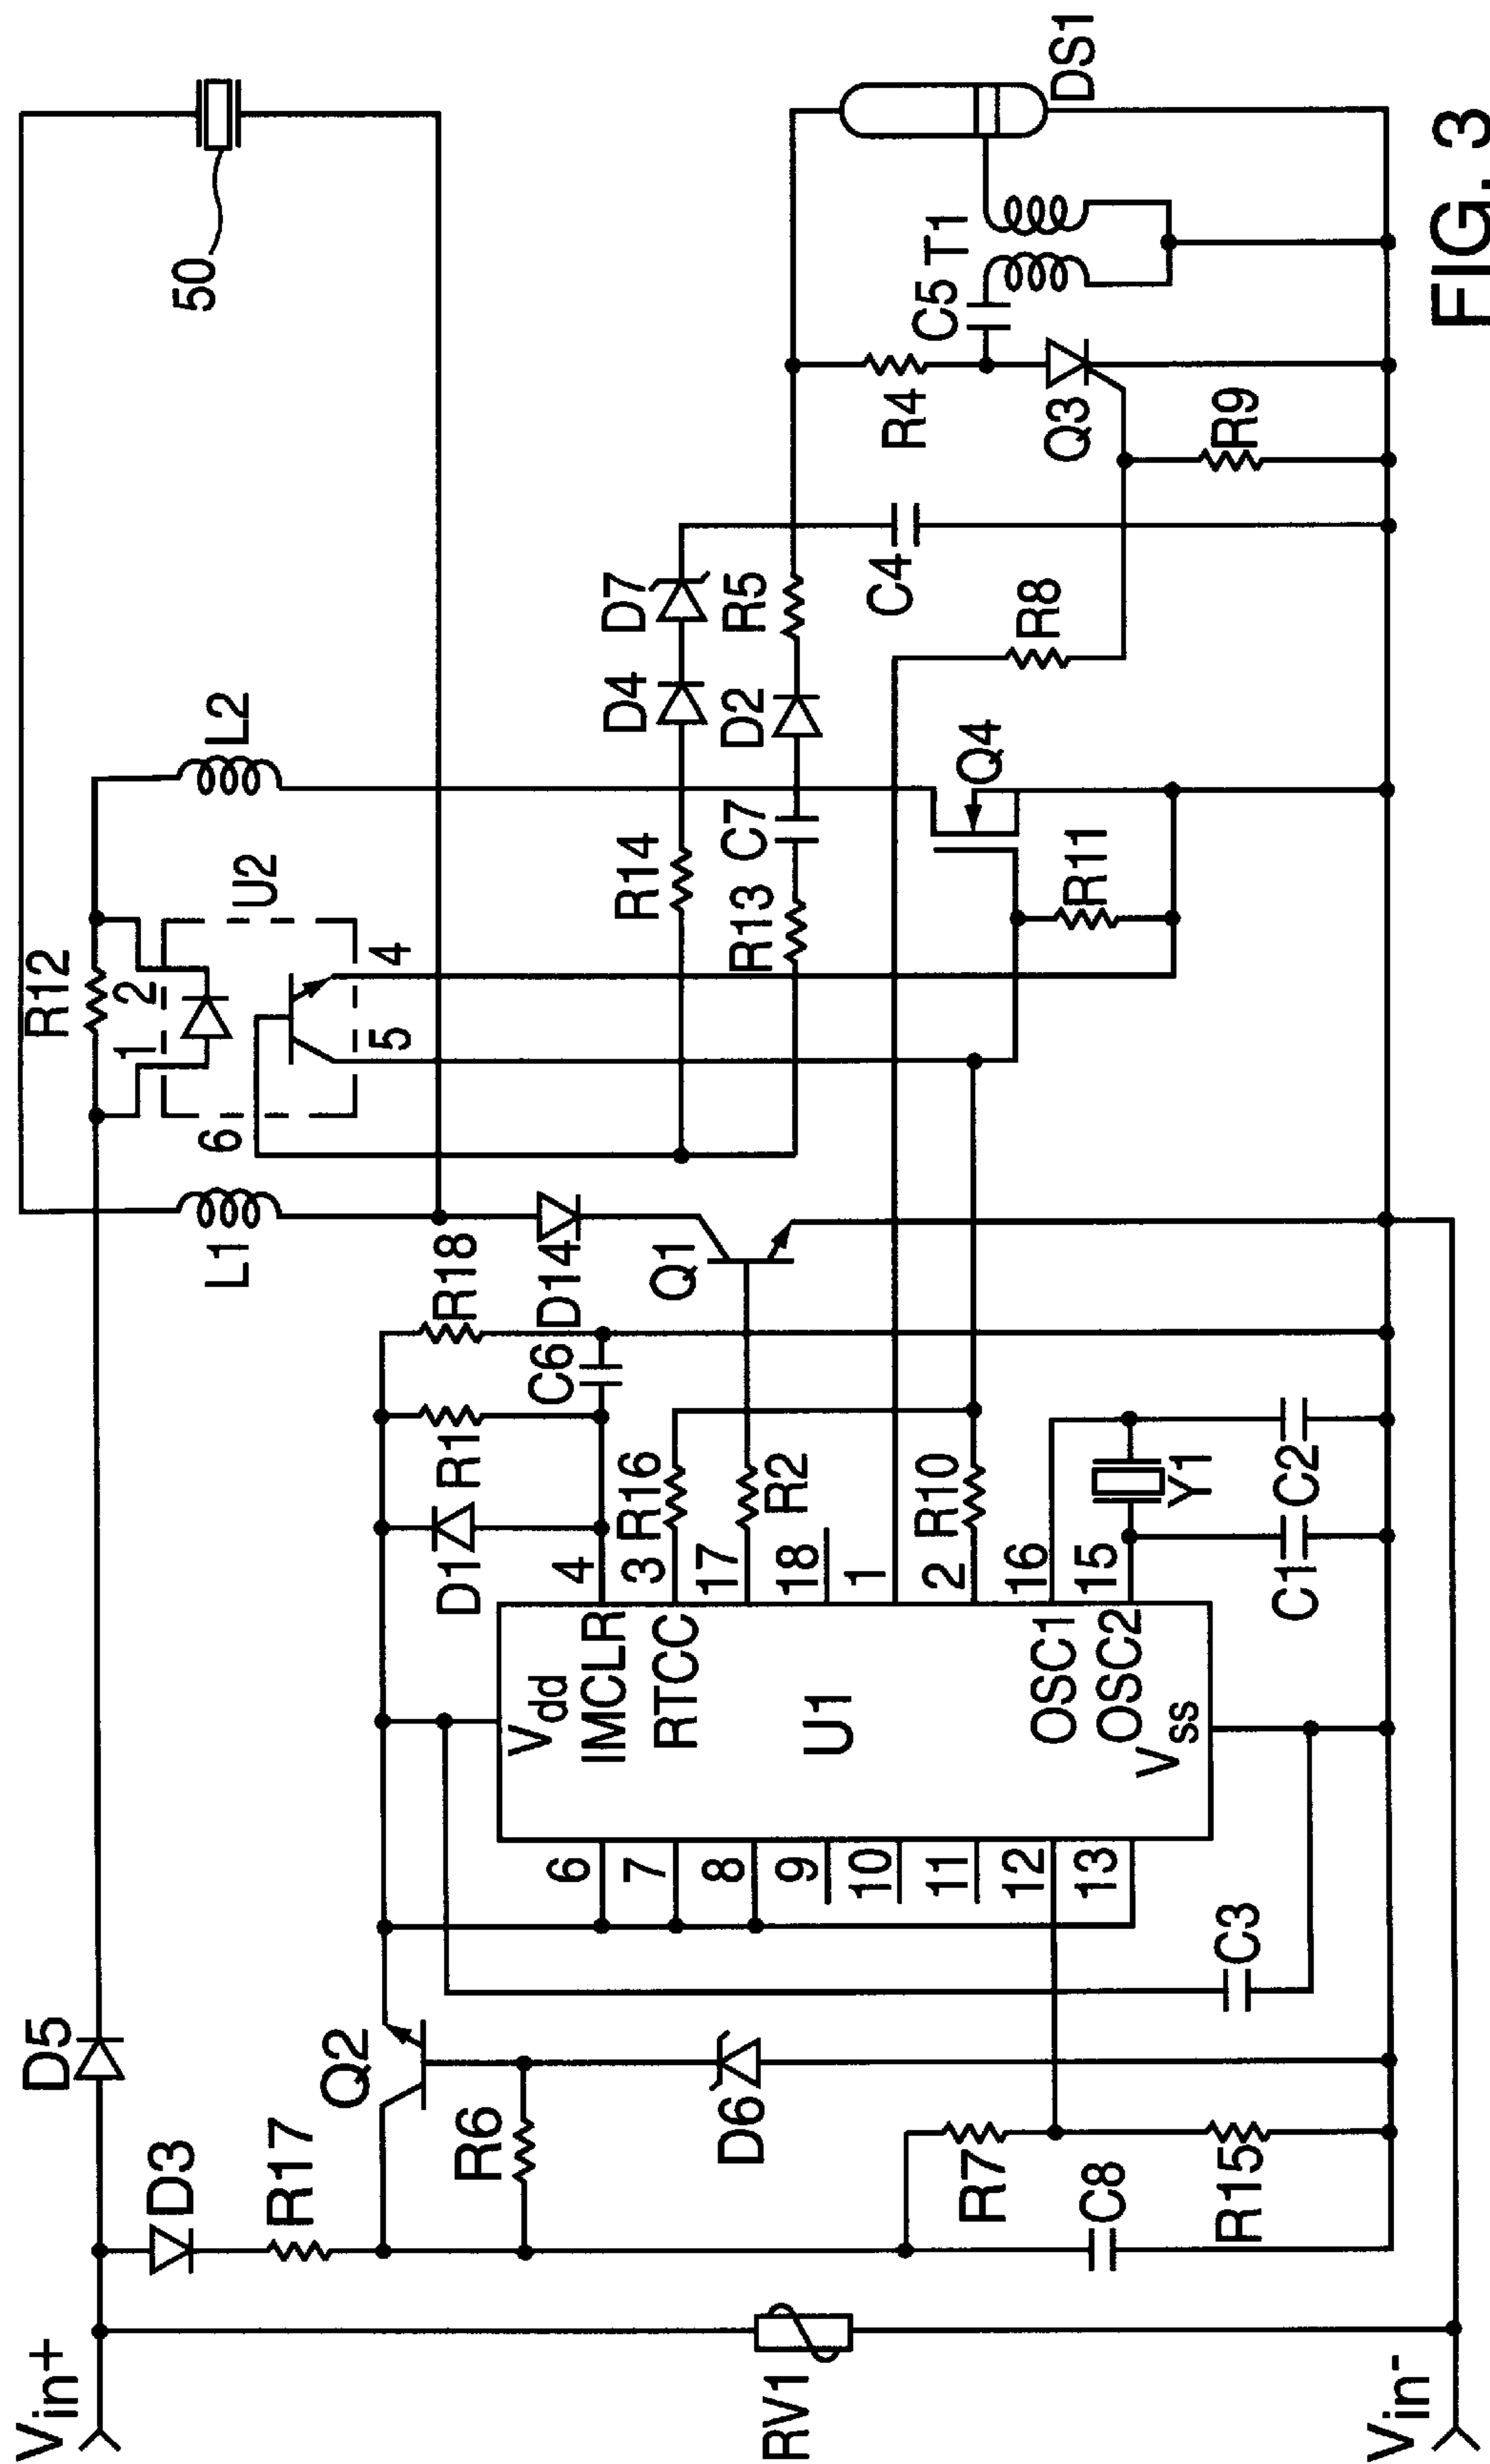 Vin+
D5
D3
R17
Q2
R6
D6
R7
C8
R15
RV1
Vin-
C3
6
7
8
9
10
11
12
13
Vdd
IMCLR
RTCC
U1
OSC1
OSC2
Vss
4
3
17
18
1
2
16
15
D1
R1
R18
C6
R16
R2
R10
Y1
C1
C2
L1
D14
Q1
R12
1
2
6
5
4
U2
L2
R14
R13
C7
D4
D2
D7
R5
Q4
R11
R8
C4
R4
Q3
R9
C5
T1
DS1
50
FIG. 3